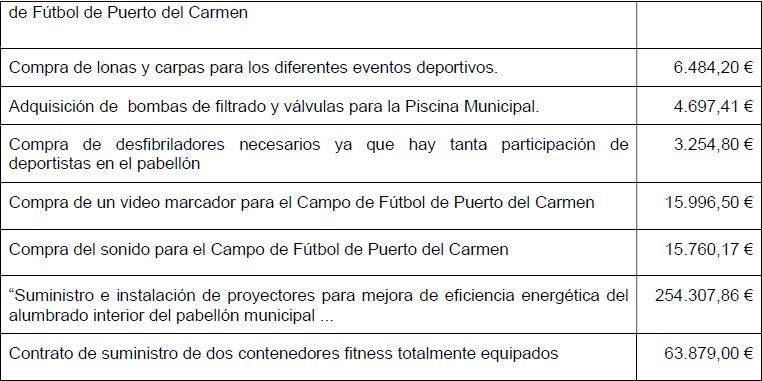 de Fútbol de Puerto del Carmen
Compra de lonas y carpas para los diferentes eventos deportivos. 6.484,20 €
Adquisición de bombas de filtrado y válvulas para la Piscina Municipal. 4.697,41 €
Compra de desfibriladores necesarios ya que hay tanta participación de 3.254,80 €
deportistas en el pabellón
Compra de un video marcador para el Campo de Fútbol de Puerto del Carmen 15.996,50 €
Compra del sonido para el Campo de Fútbol de Puerto del Carmen 15.760,17 €
“Suministro e instalación de proyectores para mejora de eficiencia energética del 254.307,86 €
alumbrado interior del pabellón municipal ...
Contrato de suministro de dos contenedores fitness totalmente equipados 63.879,00 €